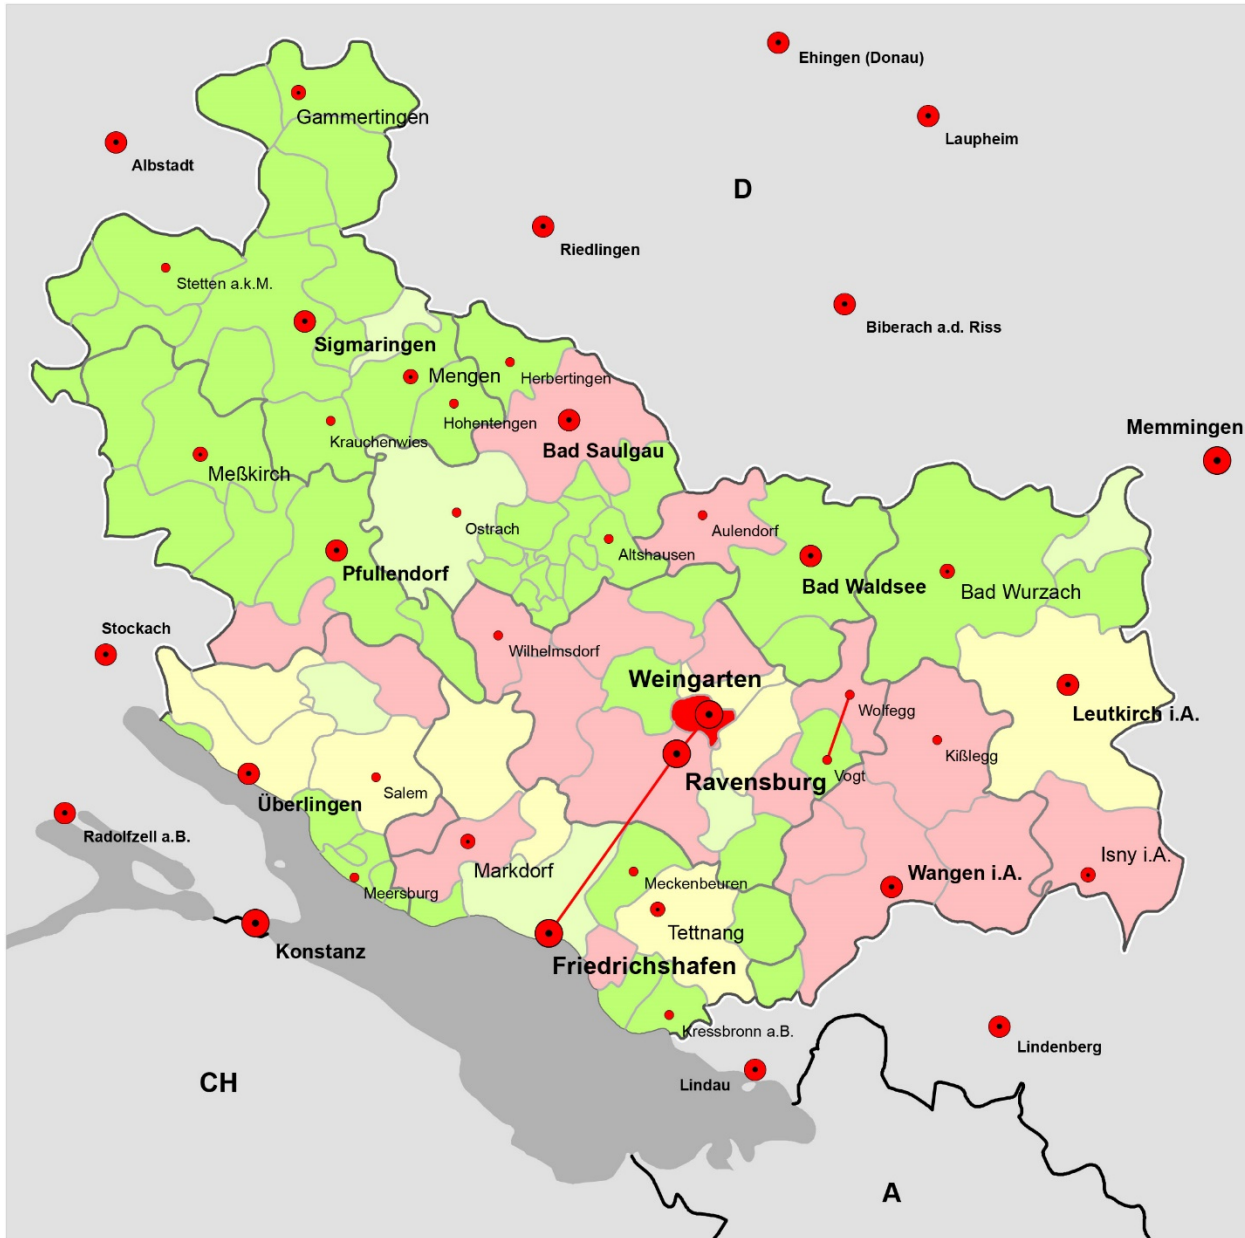 Ehingen (Donau)
Gammertingen
Laupheim
Albstadt
D
Riedlingen
Stetten a.k.M.
Biberach a.d. Riss
Sigmaringen
Mengen
Herbertingen
Hohentengen
Memmingen
Krauchenwies
Bad Saulgau
Meßkirch
Ostrach
Aulendorf
Altshausen
Pfullendorf
Bad Waldsee
Bad Wurzach
Stockach
Wilhelmsdorf
Weingarten
Wolfegg
Leutkirch i.A.
Kißlegg
Vogt
Ravensburg
Überlingen
Salem
Radolfzell a.B.
Isny i.A.
Markdorf
Wangen i.A.
Meckenbeuren
Meersburg
Tettnang
Konstanz
Friedrichshafen
Kressbronn a.B.
Lindenberg
CH
Lindau
A